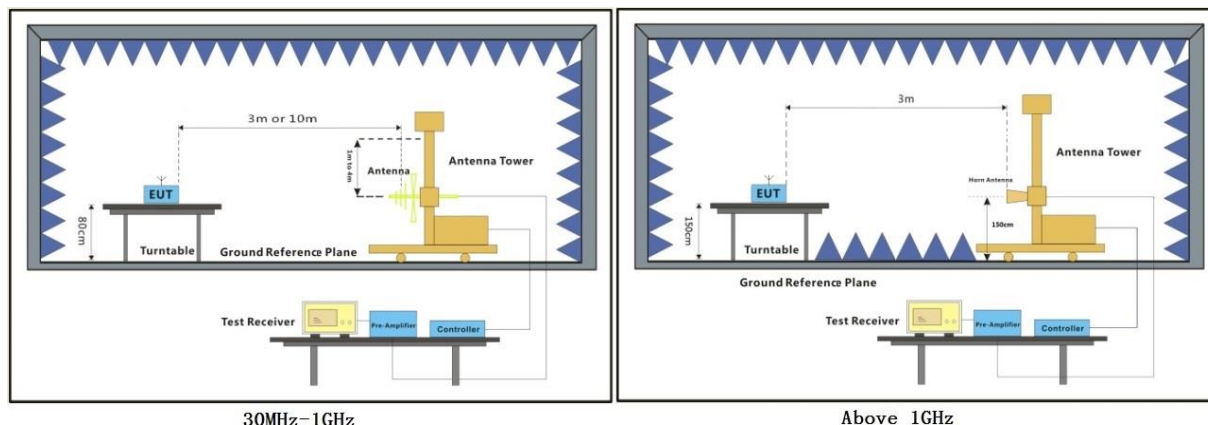 3m or 10m
1m to 4m
Antenna
Antenna Tower
EUT
80cm
Turntable
Ground Reference Plane
Test Receiver
Pre-Amplifier
Controller
30MHz-1GHz
3m
Antenna Tower
Horn Antenna
EUT
150cm
150cm
Turntable
Ground Reference Plane
Test Receiver
Pre-Amplifier
Controller
Above 1GHz